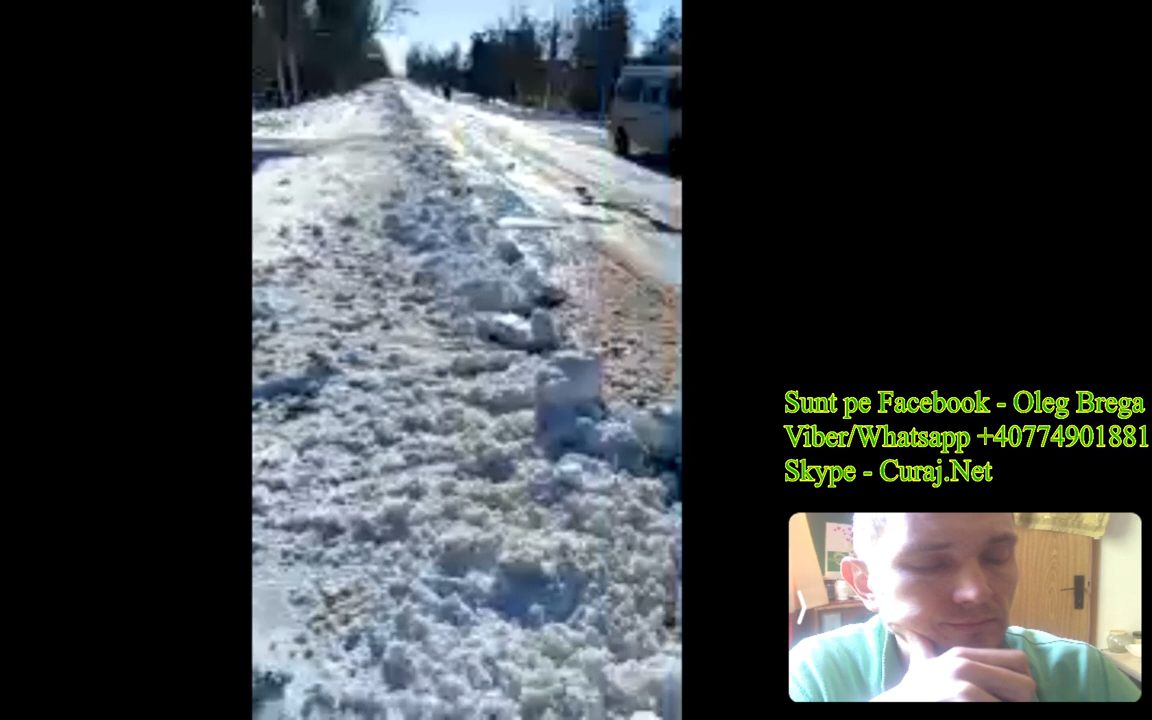 Sunt pe Facebook - Oleg Brega
Viber/Whatsapp +40774901881
Skype - Curaj.Net